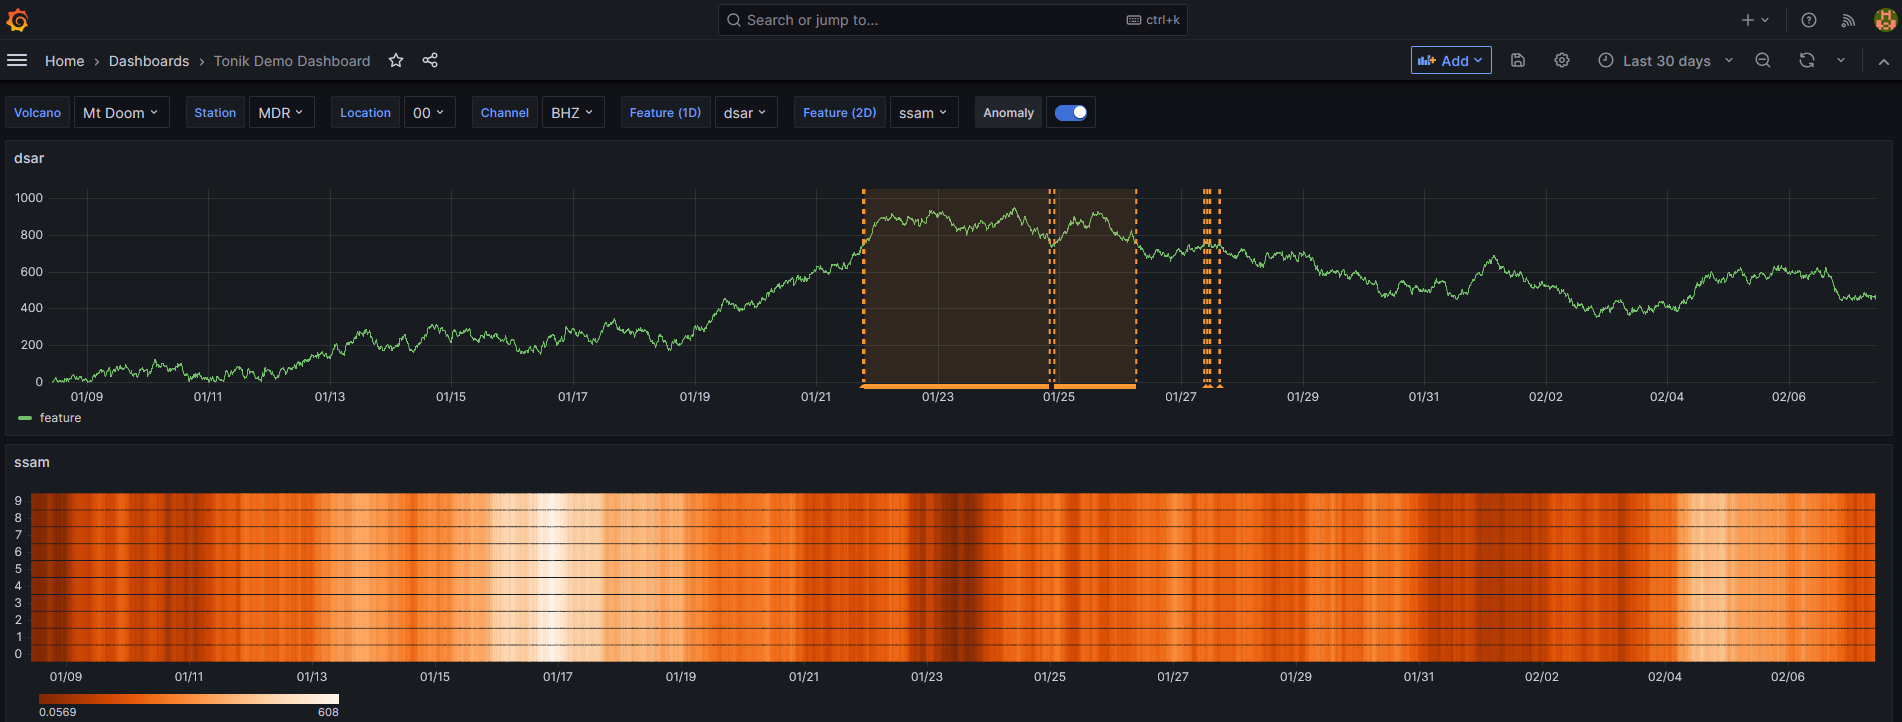 Search or jump to... ctrl+k
Home › Dashboards › Tonik Demo Dashboard Add Last 30 days
Volcano Mt Doom Station MDR Location 00 Channel BHZ Feature (1D) dsar Feature (2D) ssam Anomaly
dsar
1000
800
600
400
200
0
01/09 01/11 01/13 01/15 01/17 01/19 01/21 01/23 01/25 01/27 01/29 01/31 02/02 02/04 02/06
feature
ssam
9
8
7
6
5
4
3
2
1
0
01/09 01/11 01/13 01/15 01/17 01/19 01/21 01/23 01/25 01/27 01/29 01/31 02/02 02/04 02/06
0.0569 608